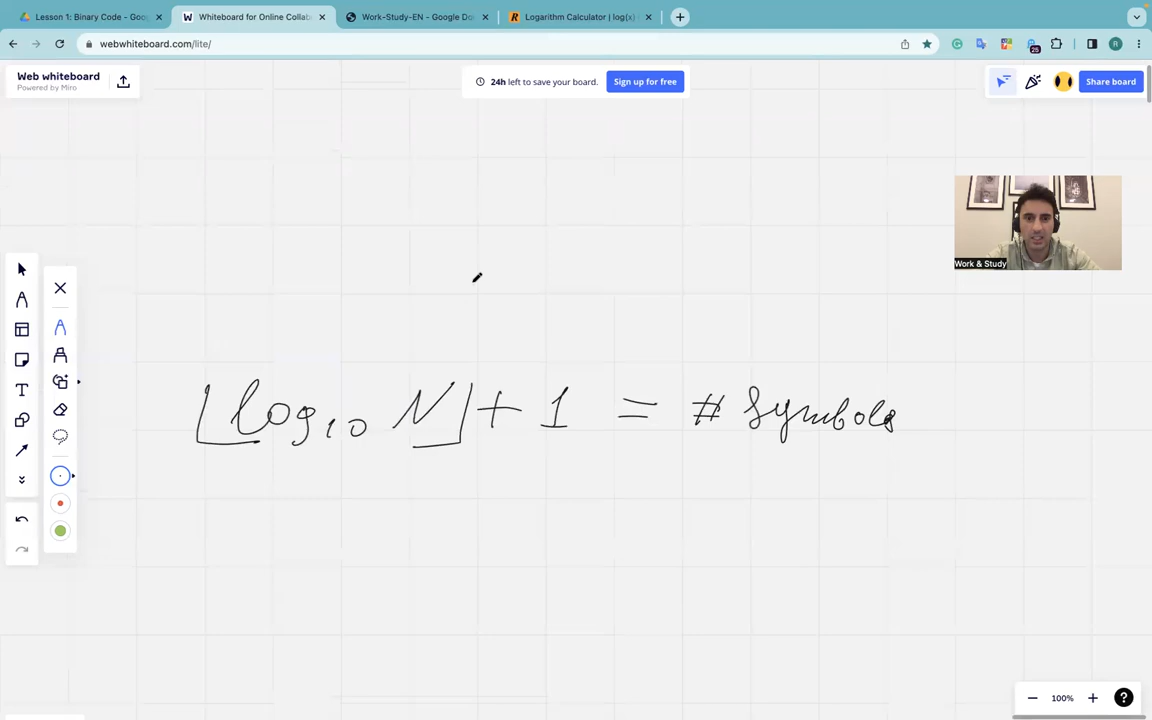 Lesson 1: Binary Code - Goo
Whiteboard for Online Collab
Work-Study-EN - Google Do
Logarithm Calculator | log(x)
webwhiteboard.com/lite/
25
R
Web whiteboard
Powered by Miro
24h left to save your board.
Sign up for free
Share board
Work & Study
⌊log₁₀ N⌋ + 1 = # Symbols
T
100%
?